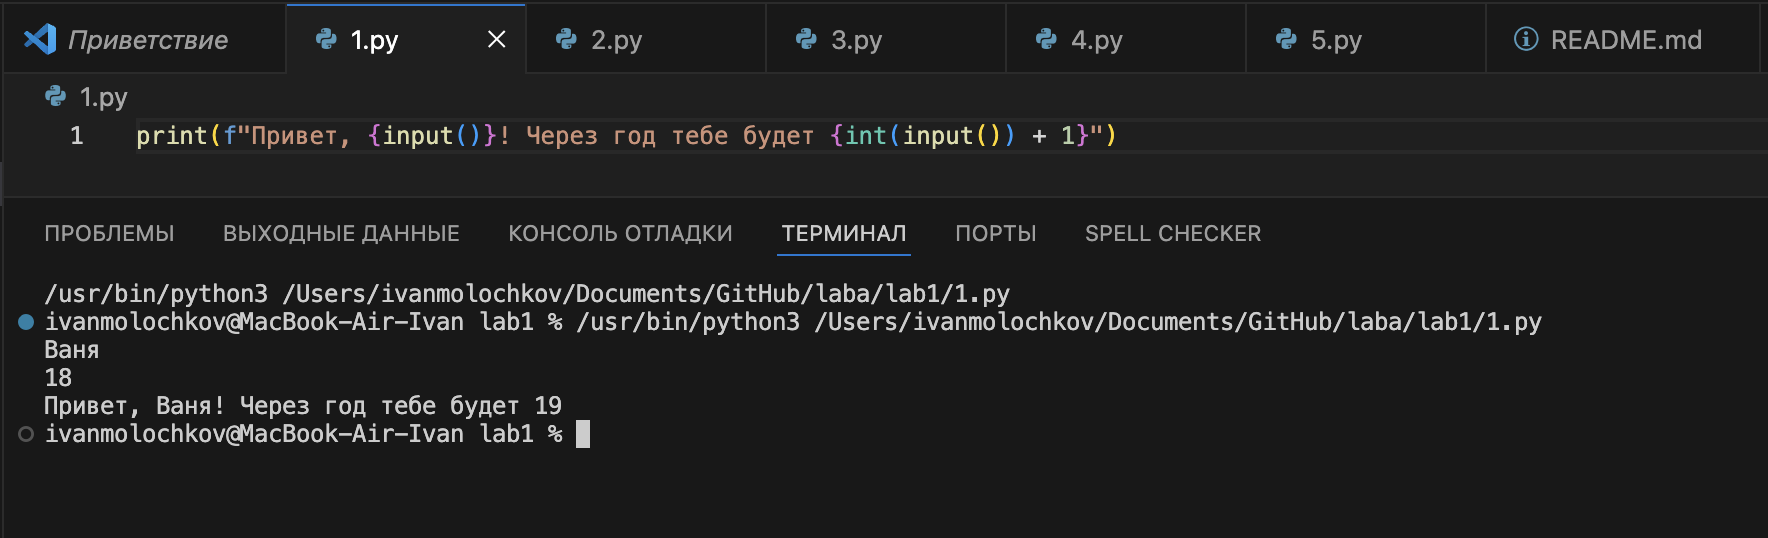 Приветствие 1.py 2.py 3.py 4.py 5.py README.md
1.py
1 print(f"Привет, {input()}! Через год тебе будет {int(input()) + 1}")
ПРОБЛЕМЫ ВЫХОДНЫЕ ДАННЫЕ КОНСОЛЬ ОТЛАДКИ ТЕРМИНАЛ ПОРТЫ SPELL CHECKER
/usr/bin/python3 /Users/ivanmolochkov/Documents/GitHub/laba/lab1/1.py
ivanmolochkov@MacBook-Air-Ivan lab1 % /usr/bin/python3 /Users/ivanmolochkov/Documents/GitHub/laba/lab1/1.py
Ваня
18
Привет, Ваня! Через год тебе будет 19
ivanmolochkov@MacBook-Air-Ivan lab1 %